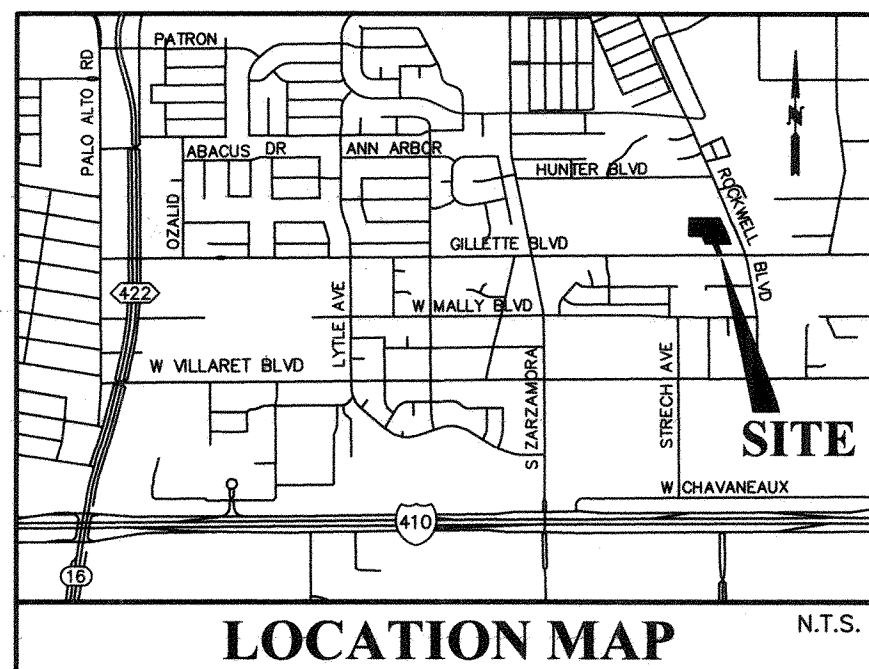 PATRON
PALO ALTO RD
ABACUS DR
ANN ARBOR
HUNTER BLVD
N
ROCKWELL BLVD
OZALID
GILLETTE BLVD
422
LYTLE AVE
W MALLY BLVD
W VILLARET BLVD
S ZARZAMORA
STRECH AVE
SITE
W CHAVANEAUX
410
16
LOCATION MAP
N.T.S.